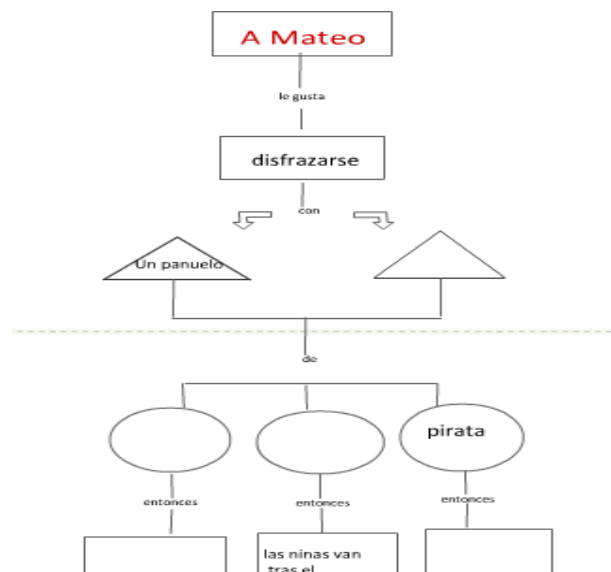 A Mateo
le gusta
disfrazarse
con
Un panuelo
de
pirata
entonces
entonces
entonces
las ninas van
tras el